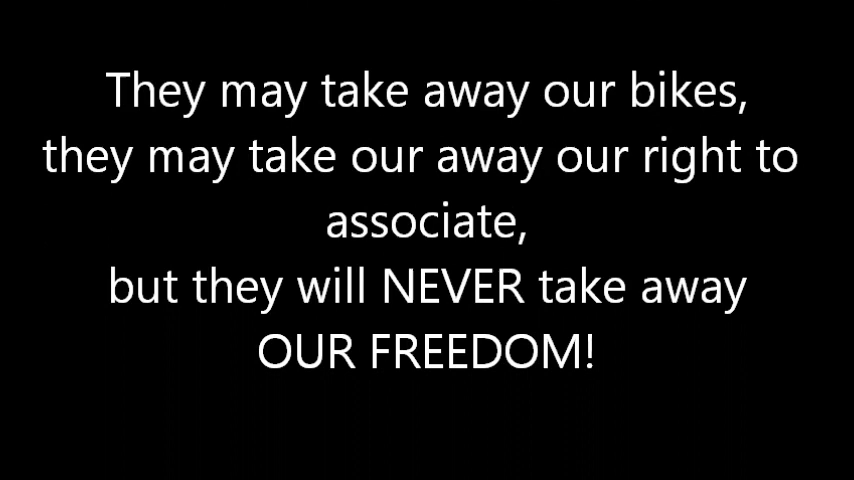 They may take away our bikes,
they may take our away our right to
associate,
but they will NEVER take away
OUR FREEDOM!